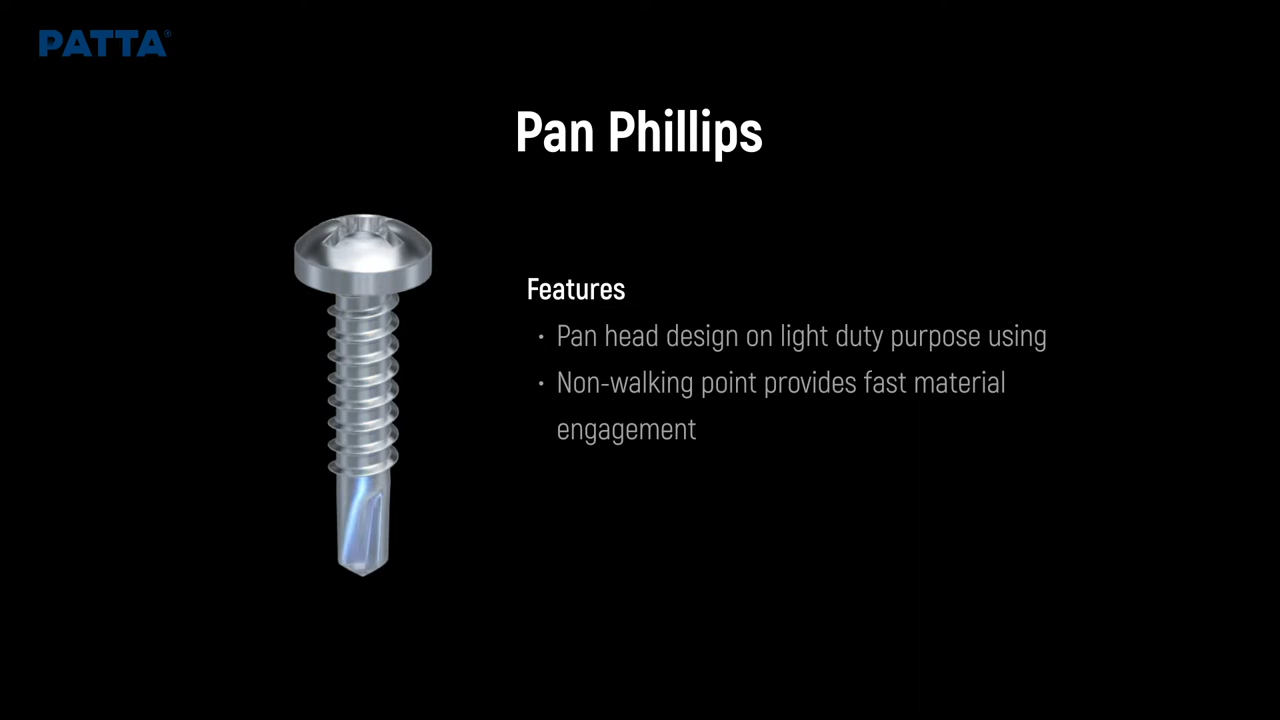 PATTA®
Pan Phillips
Features
• Pan head design on light duty purpose using
• Non-walking point provides fast material
engagement